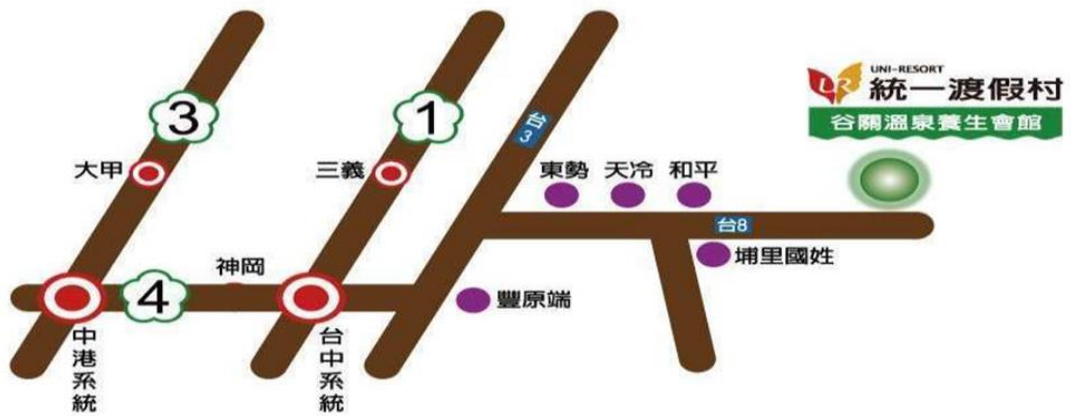 UNI-RESORT
UR
統一渡假村
谷關溫泉養生會館
3
1
台3
大甲
三義
東勢
天冷
和平
台8
埔里國姓
神岡
4
豐原端
中港系統
台中系統